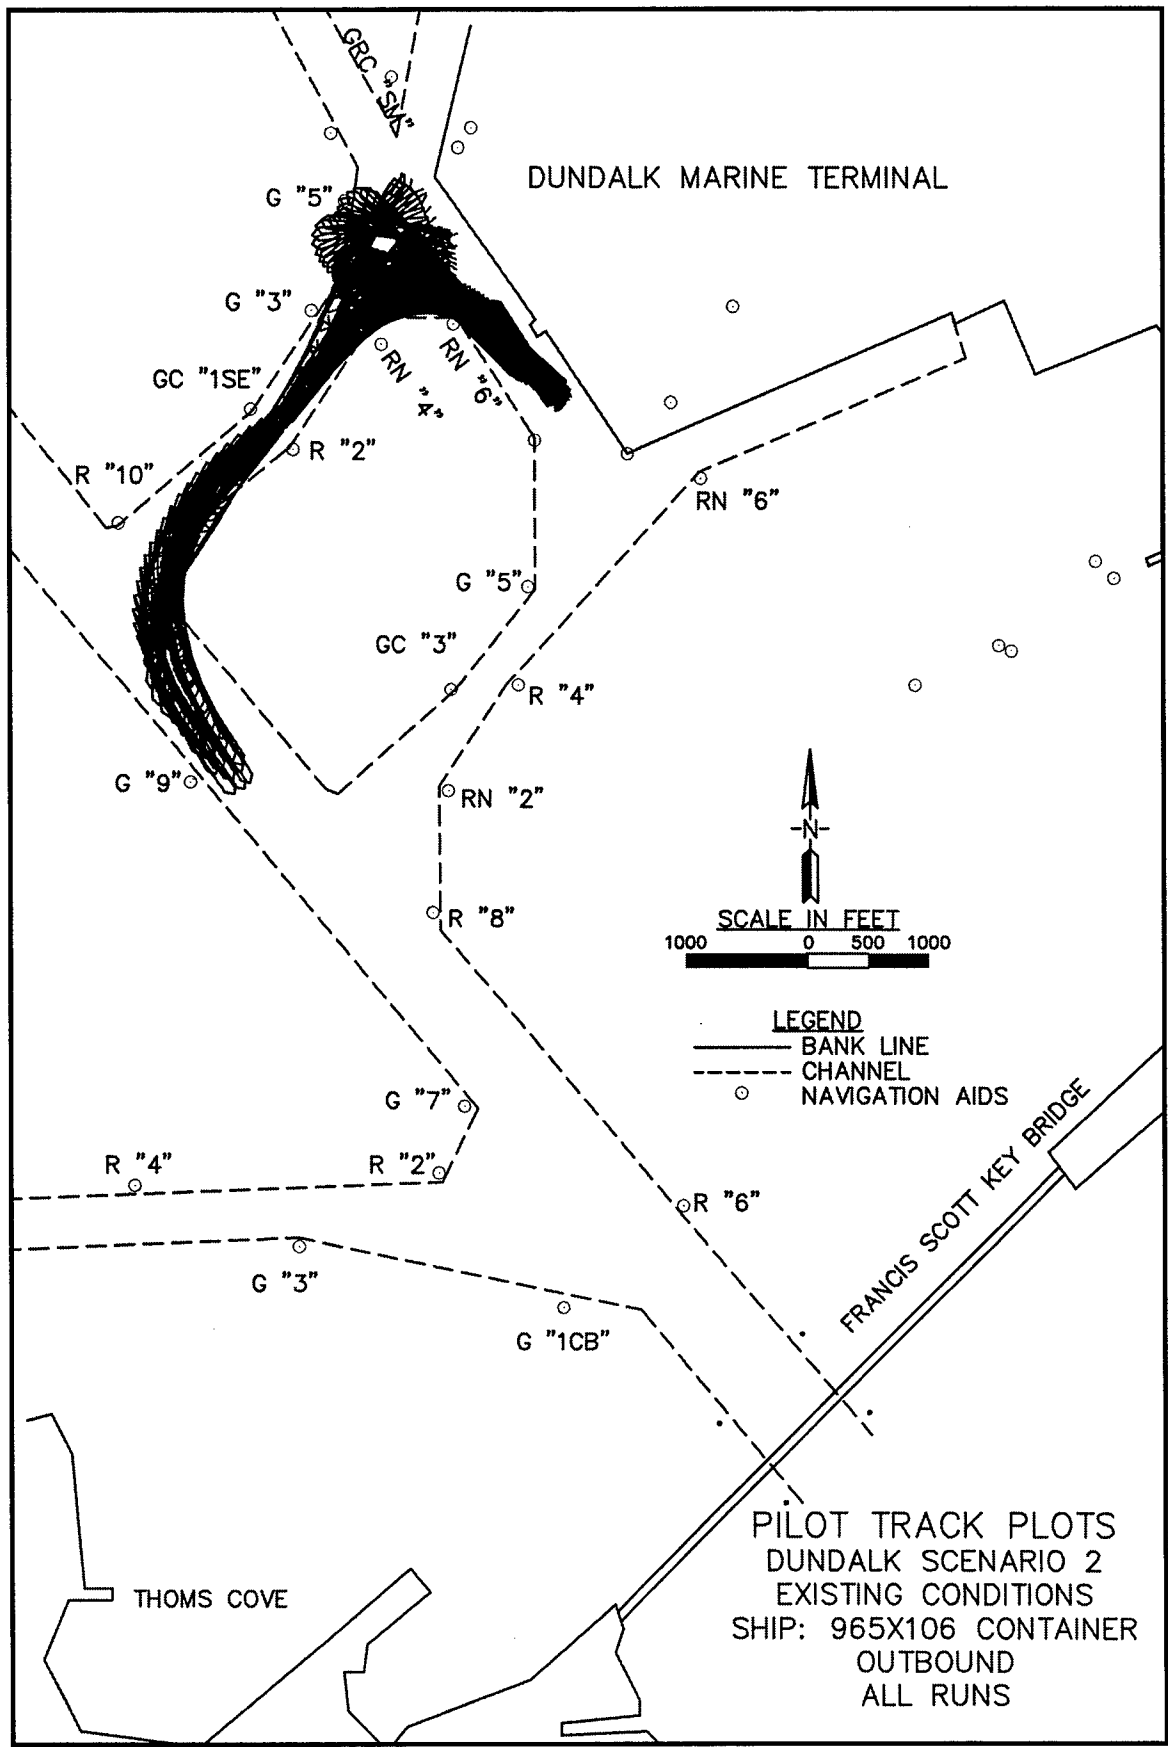 GRC "SM"
DUNDALK MARINE TERMINAL
G "5"
G "3"
RN "4"
RN "6"
GC "1SE"
R "2"
R "10"
RN "6"
G "5"
GC "3"
R "4"
G "9"
RN "2"
N
R "8"
SCALE IN FEET
1000 0 500 1000
LEGEND
BANK LINE
CHANNEL
NAVIGATION AIDS
G "7"
R "4"
R "2"
R "6"
FRANCIS SCOTT KEY BRIDGE
G "3"
G "1CB"
PILOT TRACK PLOTS
DUNDALK SCENARIO 2
EXISTING CONDITIONS
SHIP: 965X106 CONTAINER
OUTBOUND
ALL RUNS
THOMS COVE